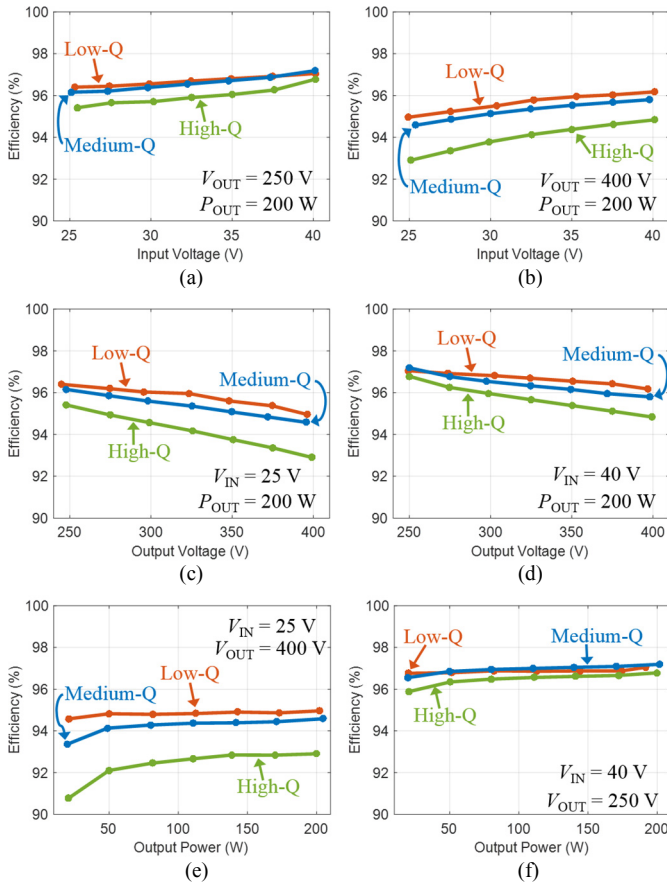 100
98
96
94
92
90
Efficiency (%)
Low-Q
High-Q
Medium-Q
VOUT = 250 V
POUT = 200 W
25 30 35 40
Input Voltage (V)
(a)
100
98
96
94
92
90
Efficiency (%)
Low-Q
High-Q
Medium-Q
VOUT = 400 V
POUT = 200 W
25 30 35 40
Input Voltage (V)
(b)
100
98
96
94
92
90
Efficiency (%)
Low-Q
Medium-Q
High-Q
VIN = 25 V
POUT = 200 W
250 300 350 400
Output Voltage (V)
(c)
100
98
96
94
92
90
Efficiency (%)
Low-Q
Medium-Q
High-Q
VIN = 40 V
POUT = 200 W
250 300 350 400
Output Voltage (V)
(d)
100
98
96
94
92
90
Efficiency (%)
VIN = 25 V
VOUT = 400 V
Low-Q
Medium-Q
High-Q
50 100 150 200
Output Power (W)
(e)
100
98
96
94
92
90
Efficiency (%)
Low-Q
Medium-Q
High-Q
VIN = 40 V
VOUT = 250 V
50 100 150 200
Output Power (W)
(f)